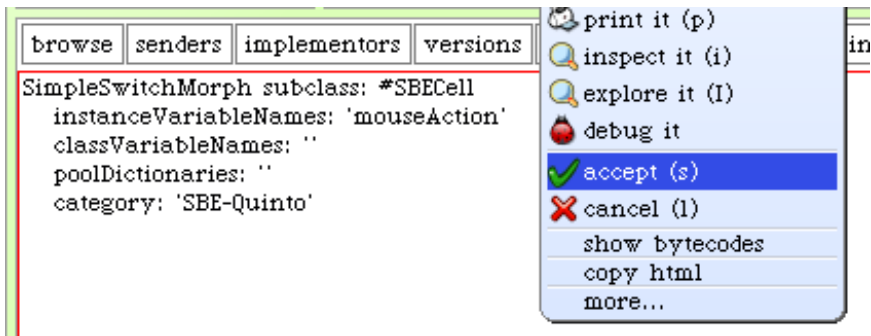 print it (p)
browse senders implementors versions in
inspect it (i)
SimpleSwitchMorph subclass: #SBECell
explore it (I)
instanceVariableNames: 'mouseAction'
debug it
classVariableNames: ''
poolDictionaries: ''
accept (s)
category: 'SBE-Quinto'
cancel (l)
show bytecodes
copy html
more...